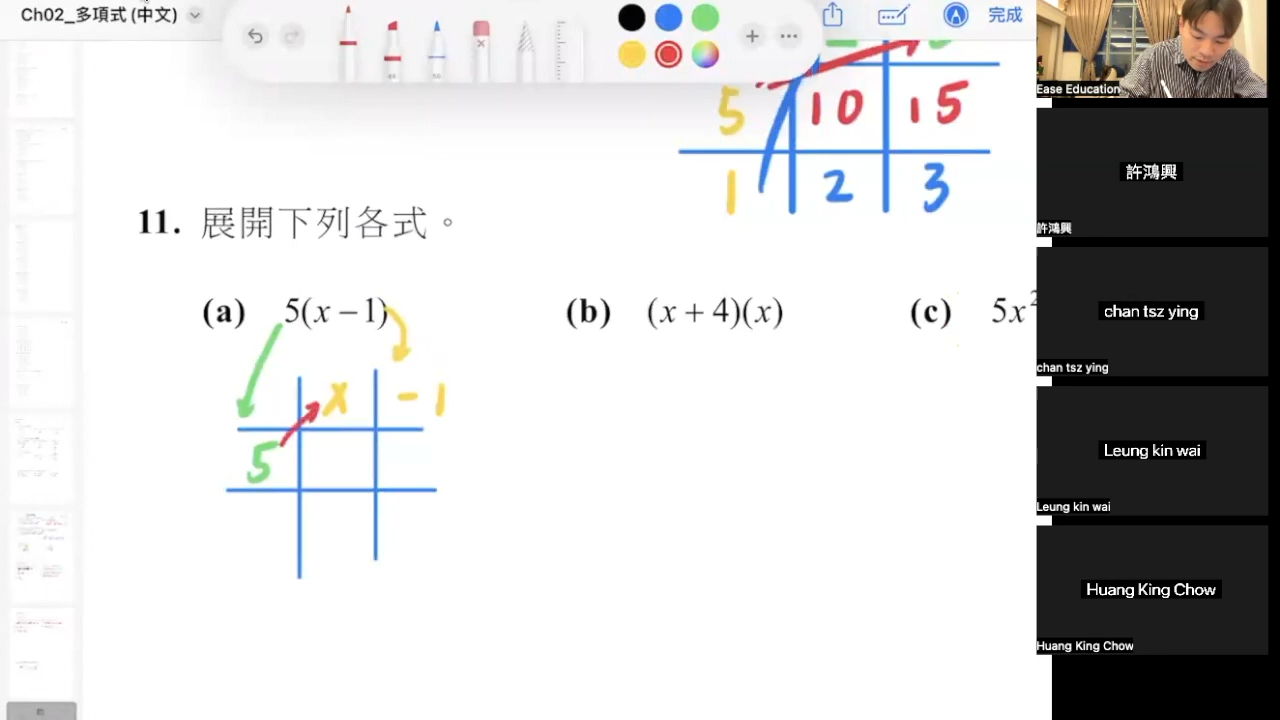 Ch02_多項式 (中文)
完成
5 10 15
1 2 3
11. 展開下列各式。
(a) 5(x – 1) (b) (x + 4)(x) (c) 5x²
x - 1
5
Ease Education
許鴻興
許鴻興
chan tsz ying
chan tsz ying
Leung kin wai
Leung kin wai
Huang King Chow
Huang King Chow